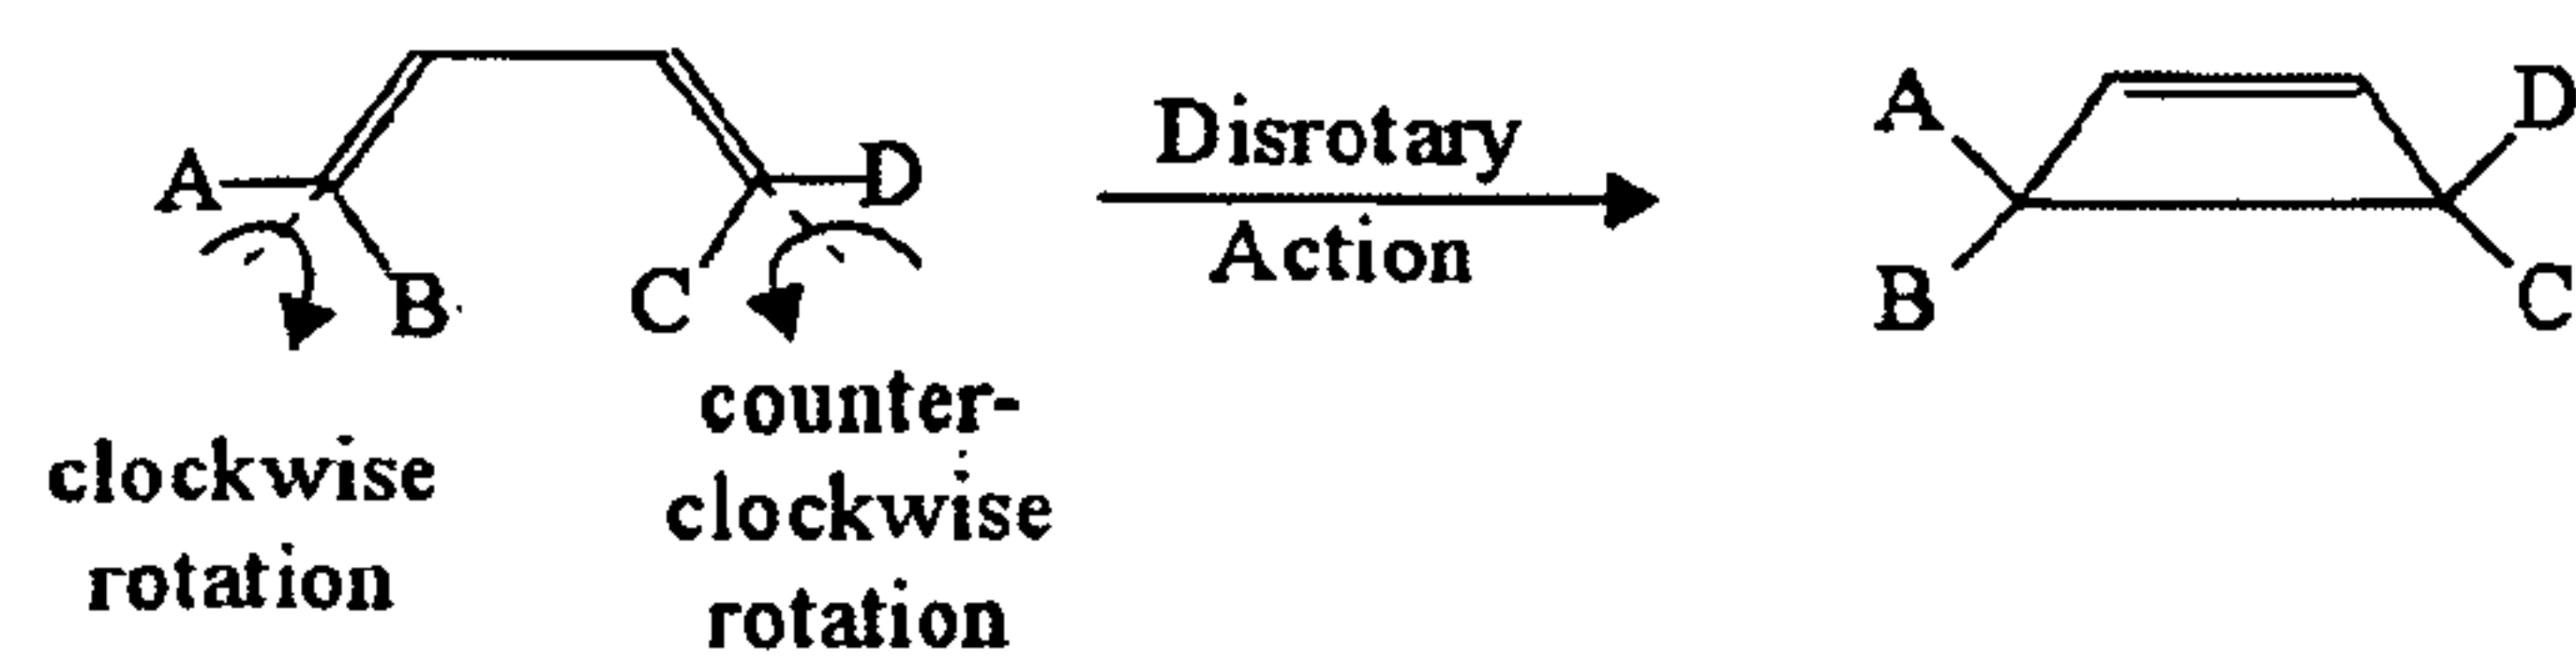 A
B
C
D
Disrotary
Action
A
B
D
C
clockwise
rotation
counter-
clockwise
rotation